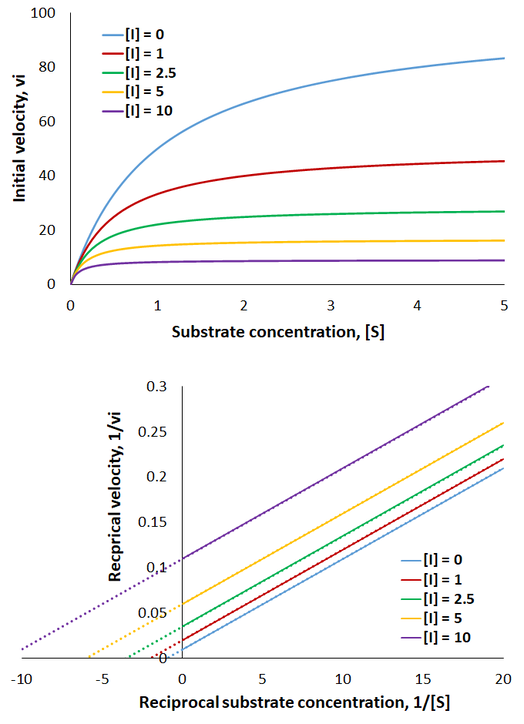 100
80
60
40
20
0
Initial velocity, vi
[I] = 0
[I] = 1
[I] = 2.5
[I] = 5
[I] = 10
0 1 2 3 4 5
Substrate concentration, [S]
0.3
0.25
0.2
0.15
0.1
0.05
0
Recprical velocity, 1/vi
[I] = 0
[I] = 1
[I] = 2.5
[I] = 5
[I] = 10
-10 -5 0 5 10 15 20
Reciprocal substrate concentration, 1/[S]